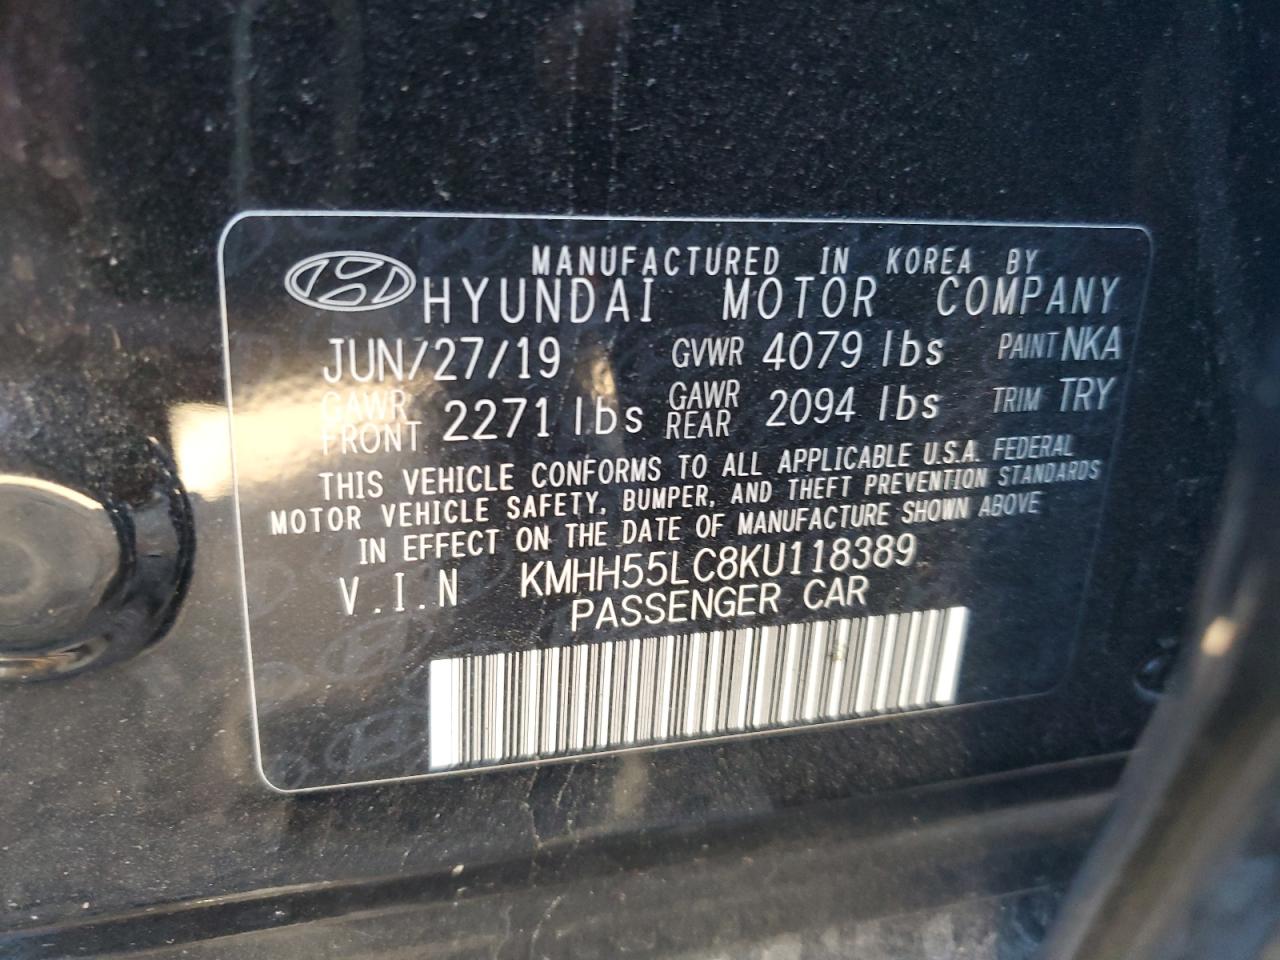 MANUFACTURED IN KOREA BY
HYUNDAI MOTOR COMPANY
JUN/27/19 GVWR 4079 lbs PAINT NKA
GAWR FRONT 2271 lbs GAWR REAR 2094 lbs TRIM TRY
THIS VEHICLE CONFORMS TO ALL APPLICABLE U.S.A. FEDERAL
MOTOR VEHICLE SAFETY, BUMPER, AND THEFT PREVENTION STANDARDS
IN EFFECT ON THE DATE OF MANUFACTURE SHOWN ABOVE
V.I.N KMHH55LC8KU118389
PASSENGER CAR